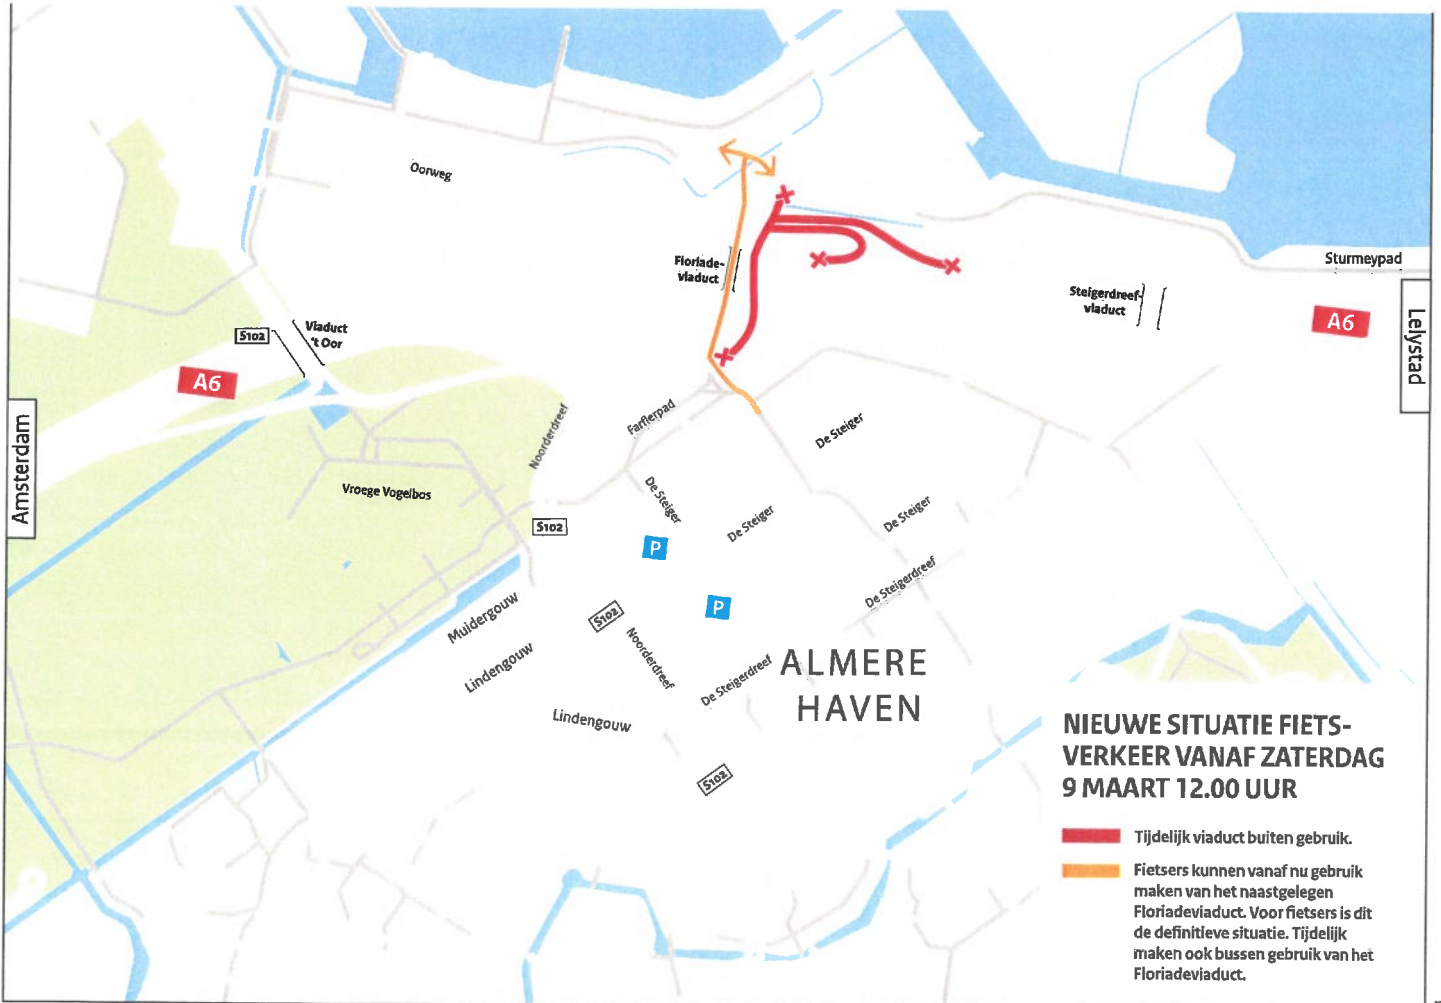 Oorweg
Floriade-
viaduct
Sturmeypad
Steigerdreef-
viaduct
A6
Lelystad
S102
Viaduct
't Oor
A6
Amsterdam
Noorderdreef
Farflerpad
De Steiger
Vroege Vogelbos
De Steiger
De Steiger
De Steiger
S102
P
De Steigerdreef
P
Muidergouw
S102
Lindengouw
Noorderdreef
De Steigerdreef
ALMERE
HAVEN
Lindengouw
S102
NIEUWE SITUATIE FIETS-
VERKEER VANAF ZATERDAG
9 MAART 12.00 UUR
Tijdelijk viaduct buiten gebruik.
Fietsers kunnen vanaf nu gebruik
maken van het naastgelegen
Floriadeviaduct. Voor fietsers is dit
de definitieve situatie. Tijdelijk
maken ook bussen gebruik van het
Floriadeviaduct.